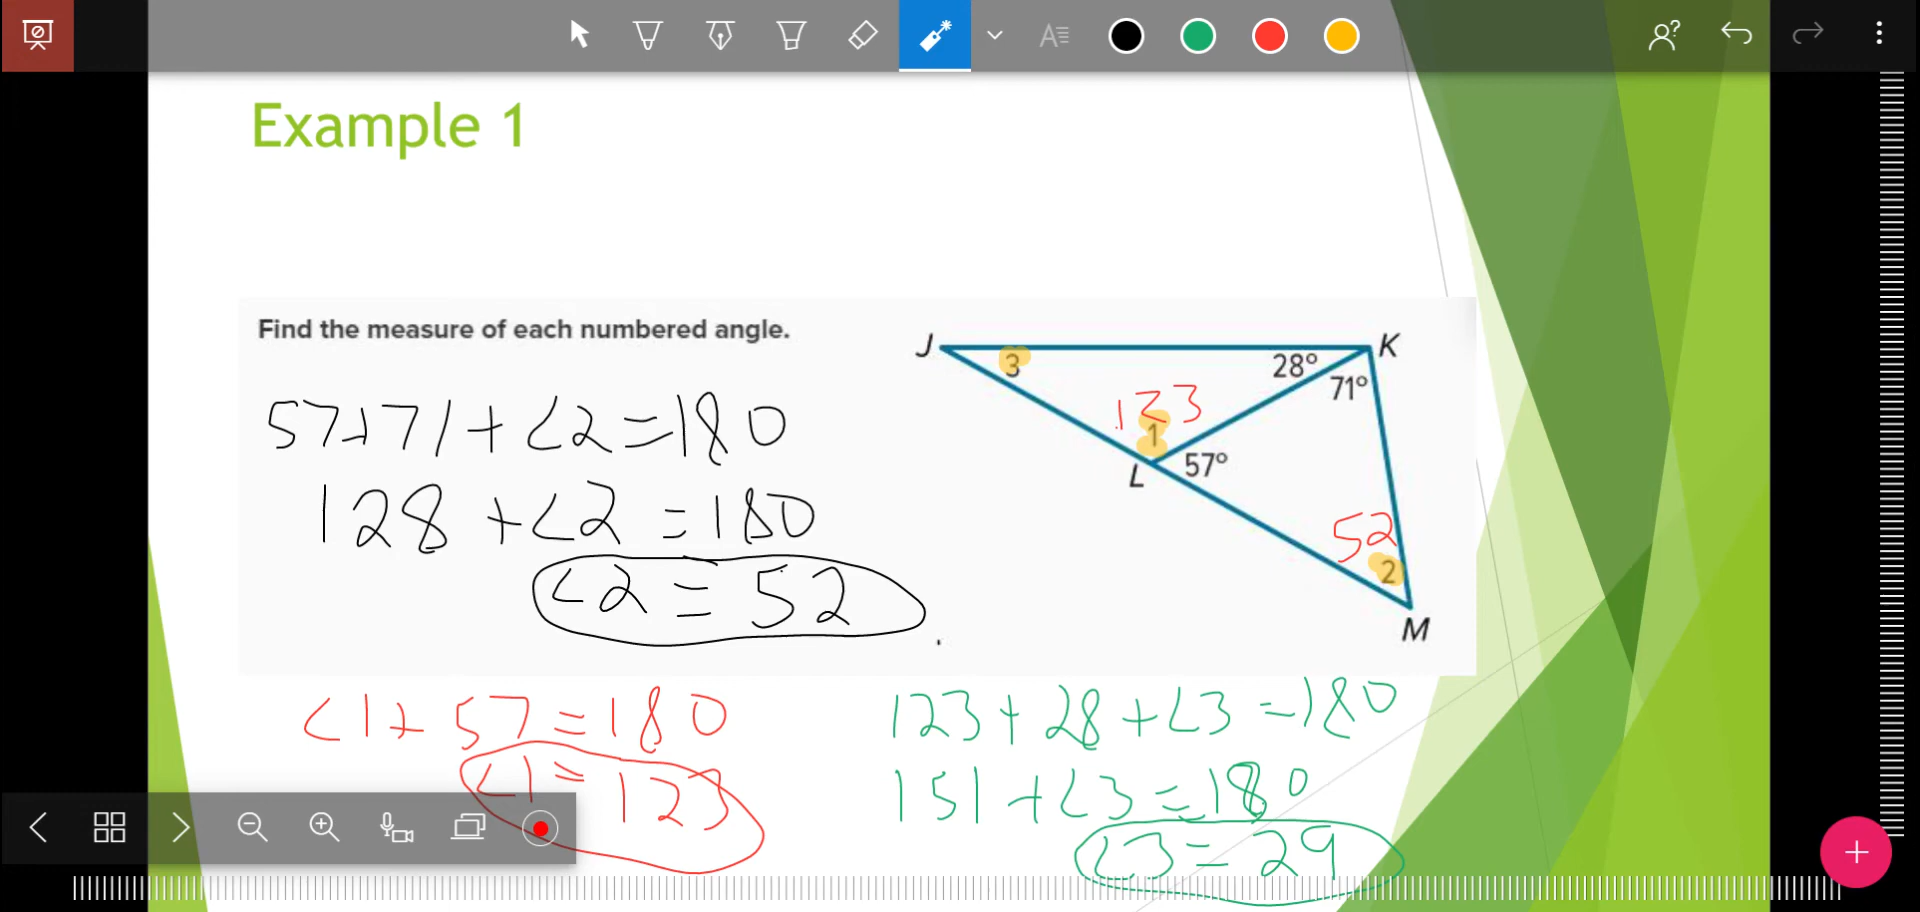 Example 1
Find the measure of each numbered angle.
57+71+∠2=180
128+∠2=180
∠2=52
J
3
28°
K
71°
123
1
L
57°
52
2
M
∠1+57=180
∠1=123
123+28+∠3=180
151+∠3=180
∠3=29